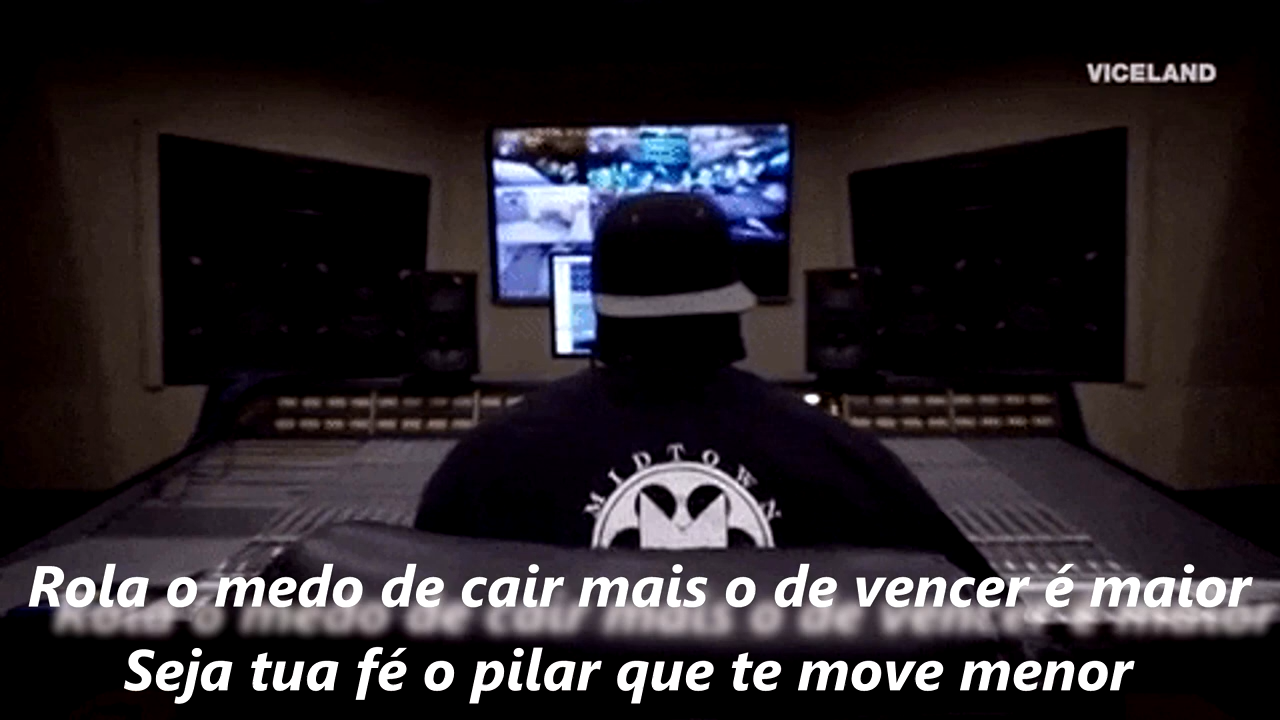 VICELAND
MIDTOWN
Rola o medo de cair mais o de vencer é maior
Seja tua fé o pilar que te move menor